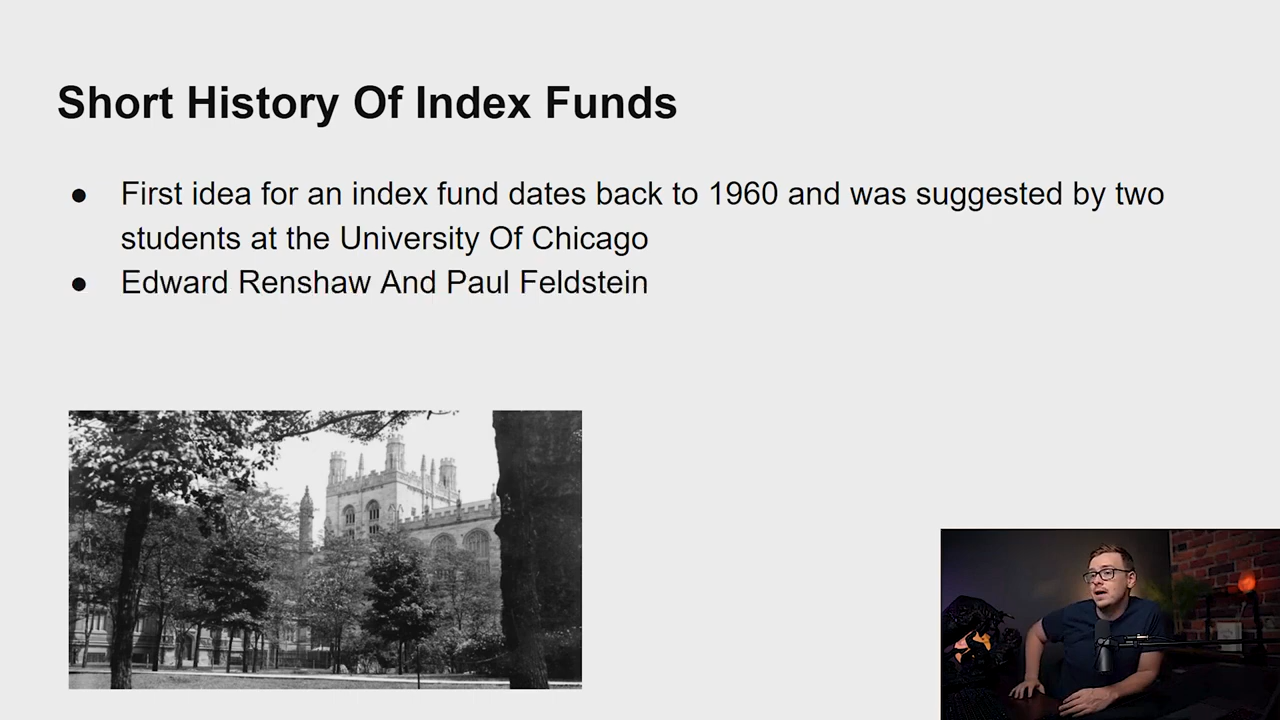 Short History Of Index Funds
● First idea for an index fund dates back to 1960 and was suggested by two
students at the University Of Chicago
● Edward Renshaw And Paul Feldstein